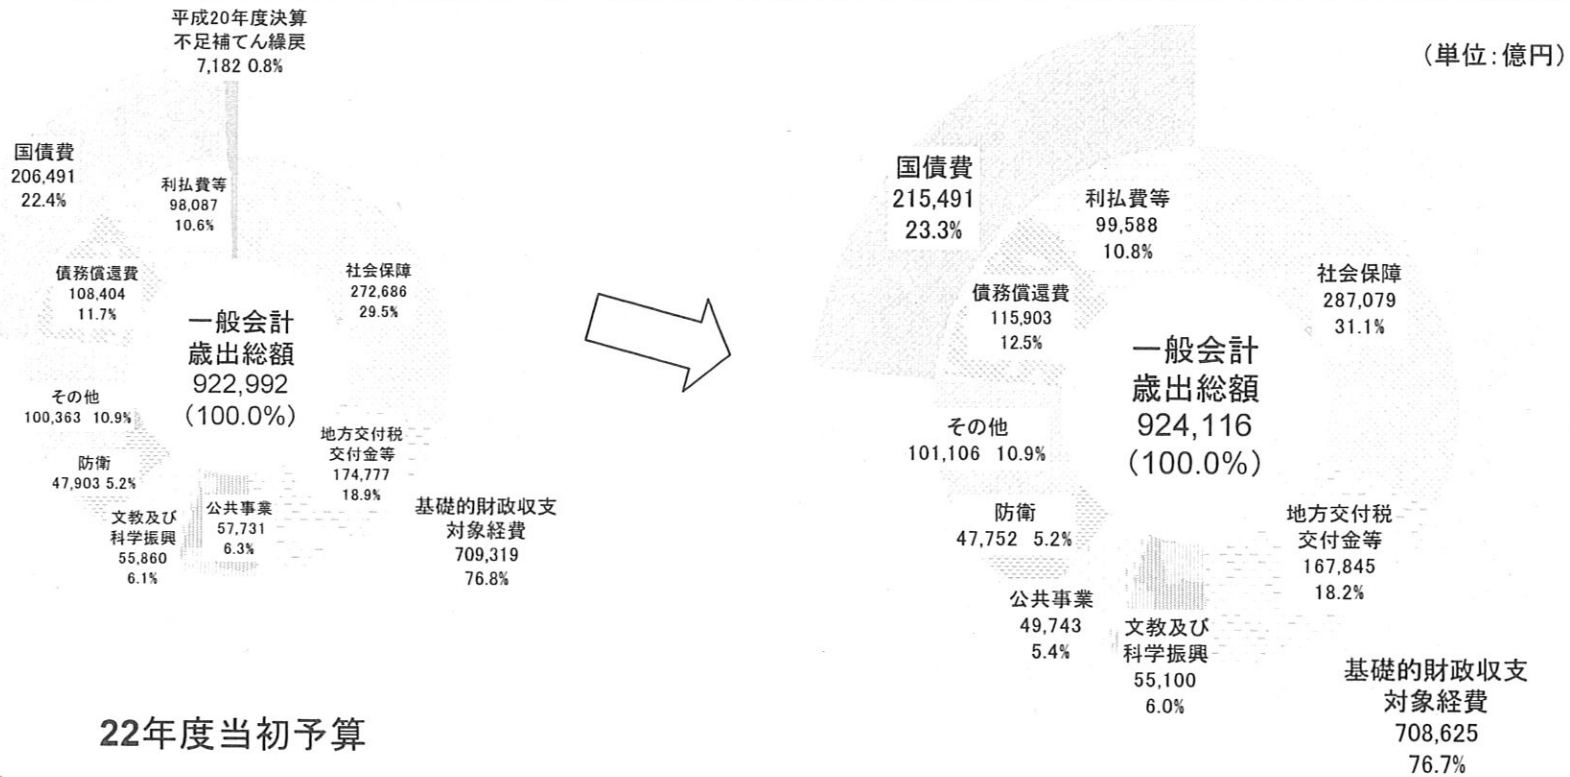 平成20年度決算
不足補てん繰戻
7,182 0.8%
国債費
206,491
22.4%
利払費等
98,087
10.6%
債務償還費
108,404
11.7%
社会保障
272,686
29.5%
一般会計
歳出総額
922,992
（100.0%）
その他
100,363 10.9%
防衛
47,903 5.2%
文教及び
科学振興
55,860
6.1%
公共事業
57,731
6.3%
地方交付税
交付金等
174,777
18.9%
基礎的財政収支
対象経費
709,319
76.8%
22年度当初予算
（単位：億円）
国債費
215,491
23.3%
利払費等
99,588
10.8%
債務償還費
115,903
12.5%
社会保障
287,079
31.1%
一般会計
歳出総額
924,116
（100.0%）
その他
101,106 10.9%
防衛
47,752 5.2%
公共事業
49,743
5.4%
文教及び
科学振興
55,100
6.0%
地方交付税
交付金等
167,845
18.2%
基礎的財政収支
対象経費
708,625
76.7%